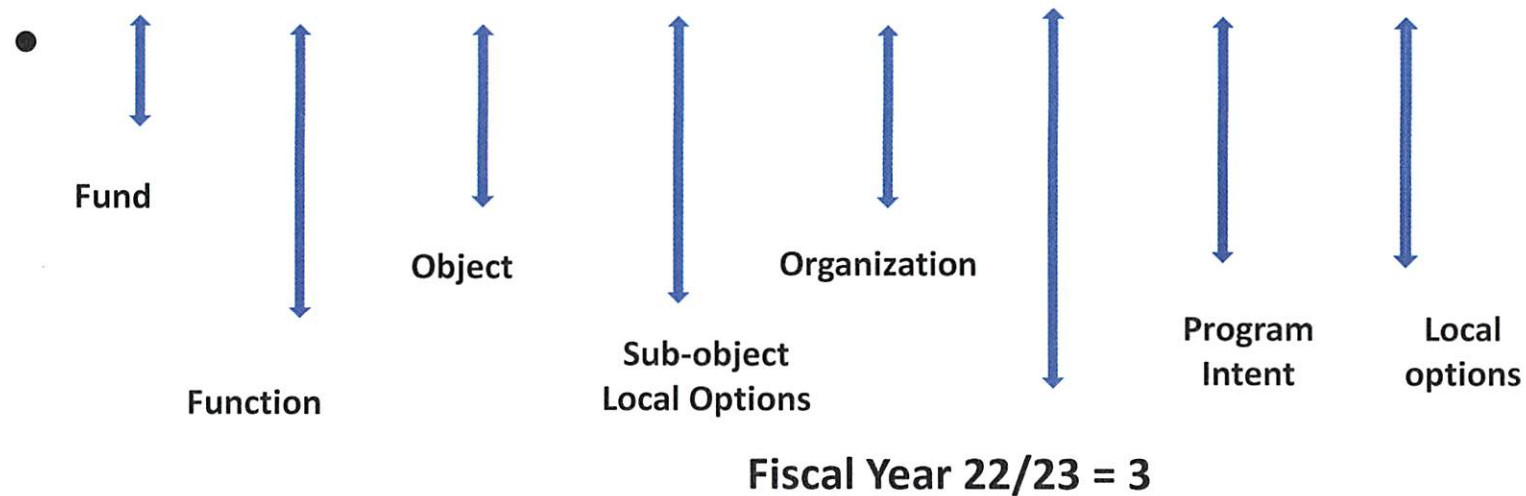 Fund
Object
Organization
Program
Intent
Local
options
Sub-object
Local Options
Function
Fiscal Year 22/23 = 3